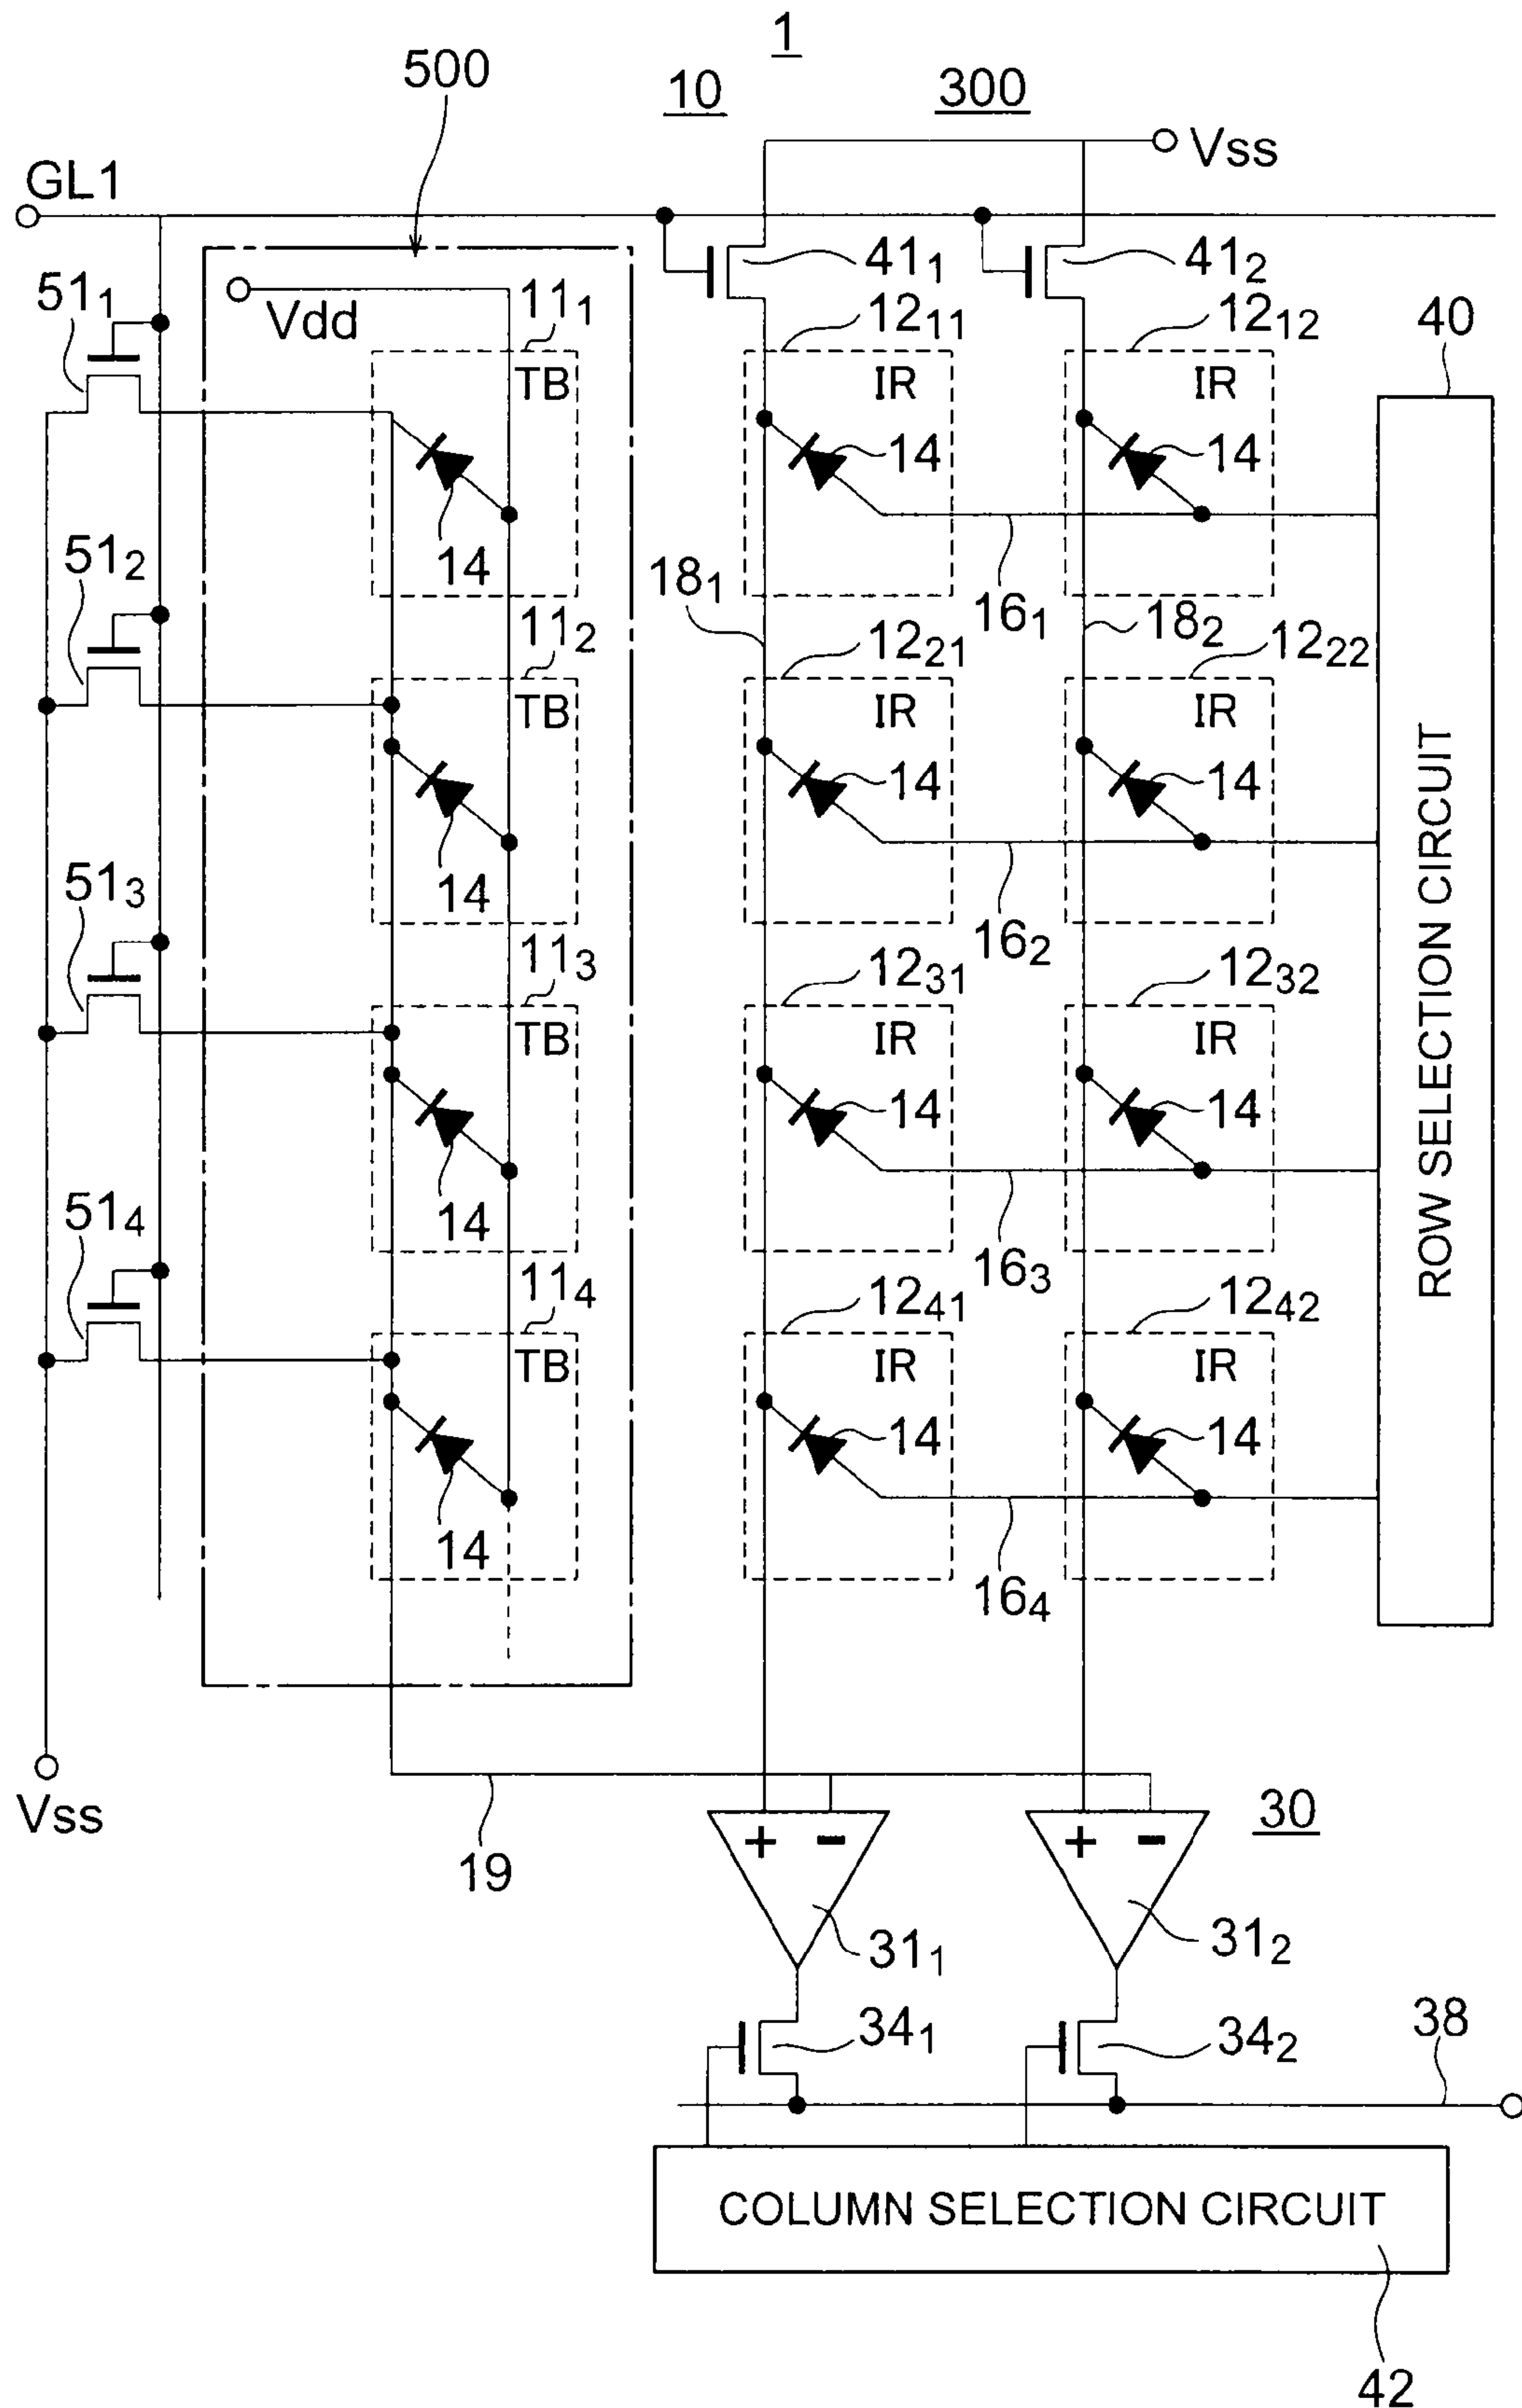 1
500
10
300
Vss
GL1
41₁
41₂
51₁
Vdd
11₁
12₁₁
12₁₂
40
TB
IR
IR
14
14
14
51₂
18₁
16₁
18₂
11₂
12₂₁
12₂₂
TB
IR
IR
14
14
14
ROW SELECTION CIRCUIT
51₃
16₂
11₃
12₃₁
12₃₂
TB
IR
IR
14
14
14
51₄
16₃
11₄
12₄₁
12₄₂
TB
IR
IR
14
14
14
16₄
Vss
19
+ −
+ −
30
31₁
31₂
34₁
34₂
38
COLUMN SELECTION CIRCUIT
42